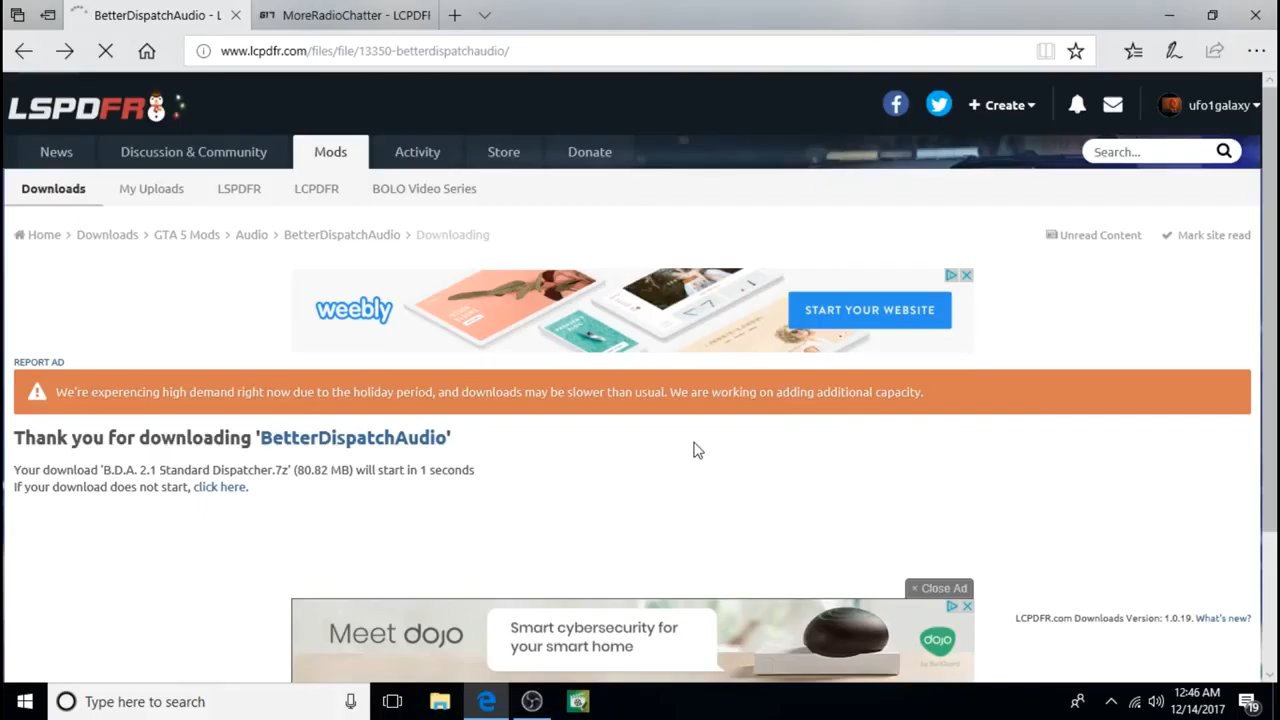 BetterDispatchAudio - L
MoreRadioChatter - LCPDFI
www.lcpdfr.com/files/file/13350-betterdispatchaudio/
LSPDFR
Create
ufo1galaxy
News
Discussion & Community
Mods
Activity
Store
Donate
Search...
Downloads
My Uploads
LSPDFR
LCPDFR
BOLO Video Series
Home > Downloads > GTA 5 Mods > Audio > BetterDispatchAudio > Downloading
Unread Content
Mark site read
weebly
START YOUR WEBSITE
REPORT AD
We're experencing high demand right now due to the holiday period, and downloads may be slower than usual. We are working on adding additional capacity.
Thank you for downloading 'BetterDispatchAudio'
Your download 'B.D.A. 2.1 Standard Dispatcher.7z' (80.82 MB) will start in 1 seconds
If your download does not start, click here.
× Close Ad
Meet dojo
Smart cybersecurity for
your smart home
dojo
LCPDFR.com Downloads Version: 1.0.19. What's new?
Type here to search
12:46 AM
12/14/2017
19